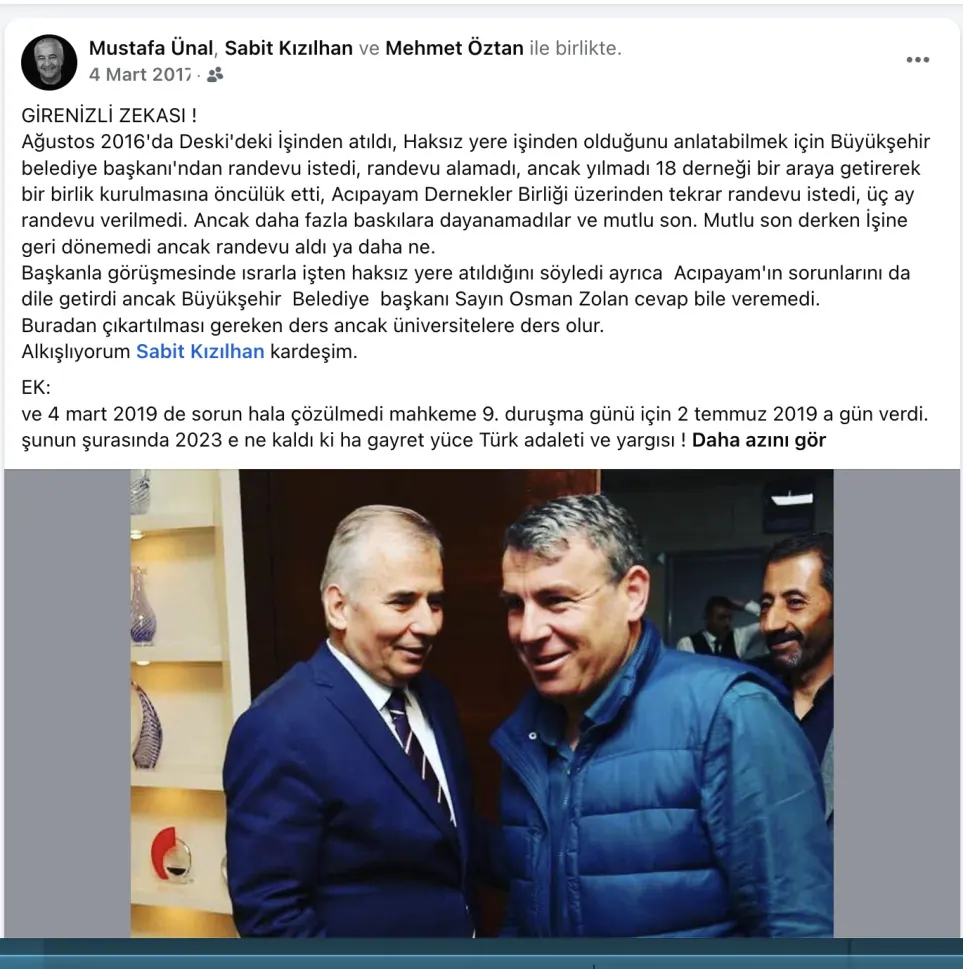 Mustafa Ünal, Sabit Kızılhan ve Mehmet Öztan ile birlikte.
4 Mart 2017 ·
GİRENİZLİ ZEKASI !
Ağustos 2016'da Deski'deki İşinden atıldı, Haksız yere işinden olduğunu anlatabilmek için Büyükşehir
belediye başkanı'ndan randevu istedi, randevu alamadı, ancak yılmadı 18 derneği bir araya getirerek
bir birlik kurulmasına öncülük etti, Acıpayam Dernekler Birliği üzerinden tekrar randevu istedi, üç ay
randevu verilmedi. Ancak daha fazla baskılara dayanamadılar ve mutlu son. Mutlu son derken İşine
geri dönemedi ancak randevu aldı ya daha ne.
Başkanla görüşmesinde ısrarla işten haksız yere atıldığını söyledi ayrıca  Acıpayam'ın sorunlarını da
dile getirdi ancak Büyükşehir  Belediye  başkanı Sayın Osman Zolan cevap bile veremedi.
Buradan çıkartılması gereken ders ancak üniversitelere ders olur.
Alkışlıyorum Sabit Kızılhan kardeşim.
EK:
ve 4 mart 2019 de sorun hala çözülmedi mahkeme 9. duruşma günü için 2 temmuz 2019 a gün verdi.
şunun şurasında 2023 e ne kaldı ki ha gayret yüce Türk adaleti ve yargısı ! Daha azını gör